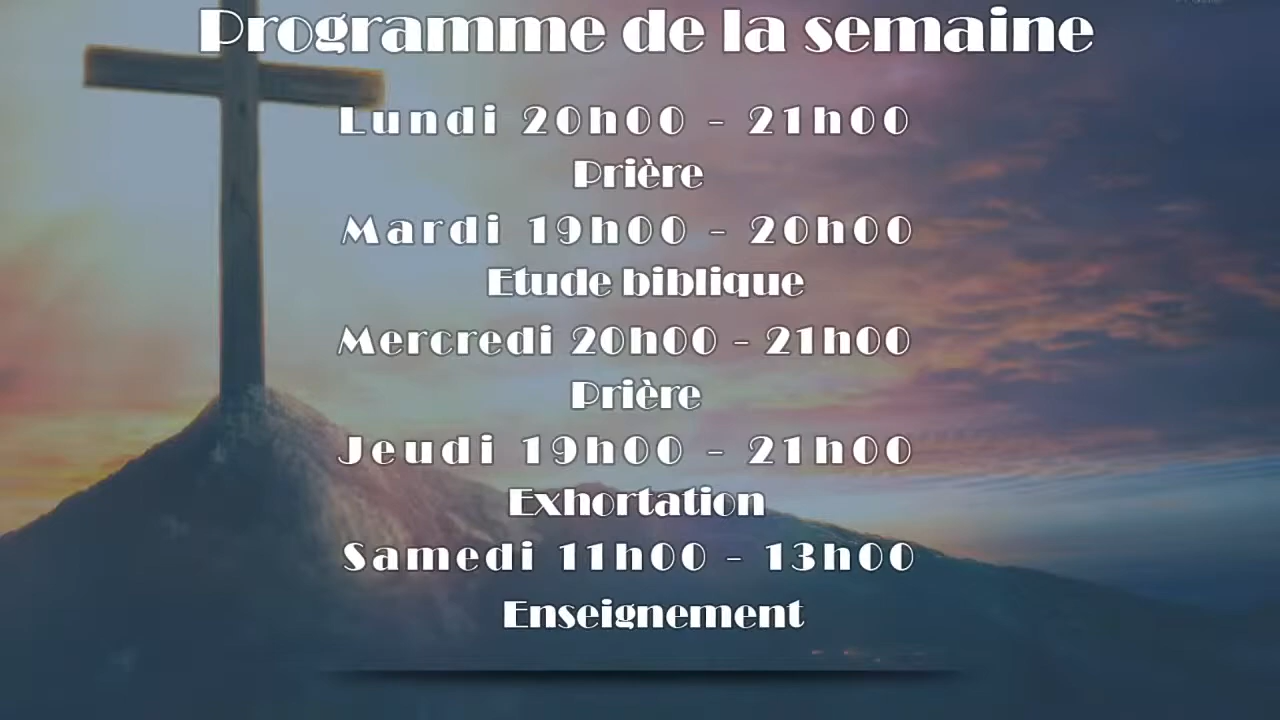 Programme de la semaine
Lundi 20h00 - 21h00
Prière
Mardi 19h00 - 20h00
Etude biblique
Mercredi 20h00 - 21h00
Prière
Jeudi 19h00 - 21h00
Exhortation
Samedi 11h00 - 13h00
Enseignement